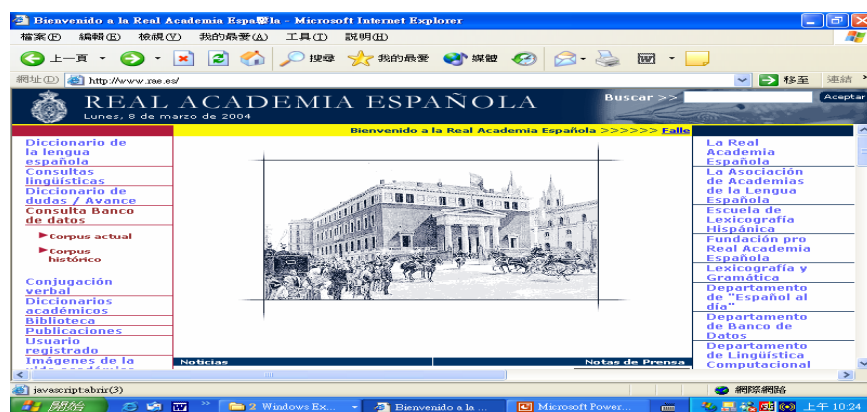 Bienvenido a la Real Academia Espa髄la - Microsoft Internet Explorer
檔案(F) 編輯(E) 檢視(V) 我的最愛(A) 工具(T) 說明(H)
上一頁 搜尋 我的最愛 媒體
網址(D) http://www.rae.es/ 移至 連結 »
REAL ACADEMIA ESPAÑOLA
Lunes, 8 de marzo de 2004
Buscar >> Aceptar
Bienvenido a la Real Academia Española >>>>>> Falle
Diccionario de
la lengua
española
Consultas
lingüísticas
Diccionario de
dudas / Avance
Consulta Banco
de datos
Corpus actual
Corpus
histórico
Conjugación
verbal
Diccionarios
académicos
Biblioteca
Publicaciones
Usuario
registrado
Imágenes de la
vida académica
La Real
Academia
Española
La Asociación
de Academias
de la Lengua
Española
Escuela de
Lexicografía
Hispánica
Fundación pro
Real Academia
Española
Lexicografía y
Gramática
Departamento
de "Español al
día"
Departamento
de Banco de
Datos
Departamento
de Lingüística
Computacional
Noticias Notas de Prensa
javascript:abrir(3) 網際網路
開始 » 2 Windows Ex... Bienvenido a la ... Microsoft Power... 上午 10:24